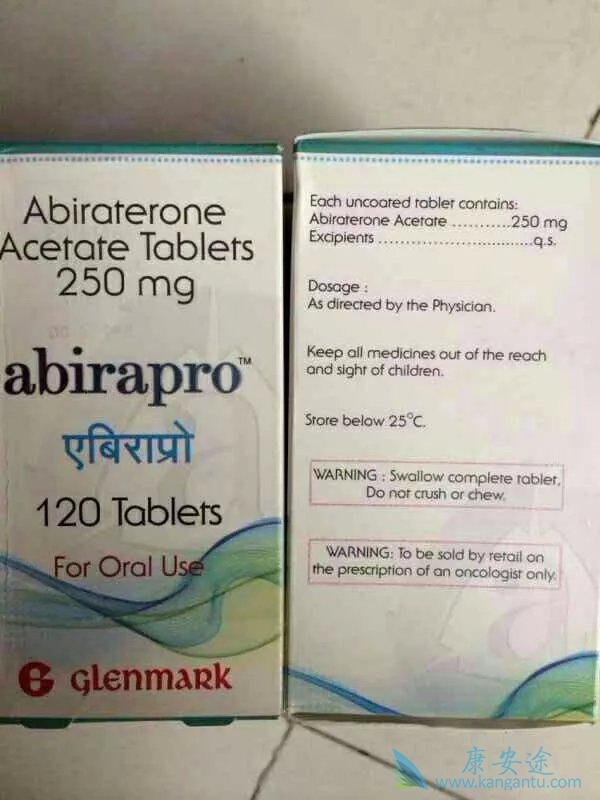 Abiraterone
Acetate Tablets
250 mg
abirapro™
एबिराप्रो
120 Tablets
For Oral Use
G glenmark
Each uncoated tablet contains:
Abiraterone Acetate ...........250 mg
Excipients ..............................q.s.
Dosage :
As directed by the Physician.
Keep all medicines out of the reach
and sight of children.
Store below 25°C.
WARNING : Swallow complete tablet.
Do not crush or chew.
WARNING: To be sold by retail on
the prescription of an oncologist only.
康安途
www.kangantu.com